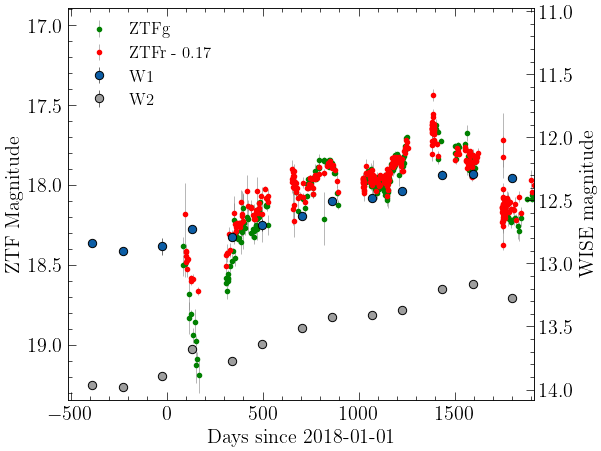 ZTFg
ZTFr - 0.17
W1
W2
17.0
17.5
18.0
18.5
19.0
ZTF Magnitude
11.0
11.5
12.0
12.5
13.0
13.5
14.0
WISE magnitude
−500
0
500
1000
1500
Days since 2018-01-01